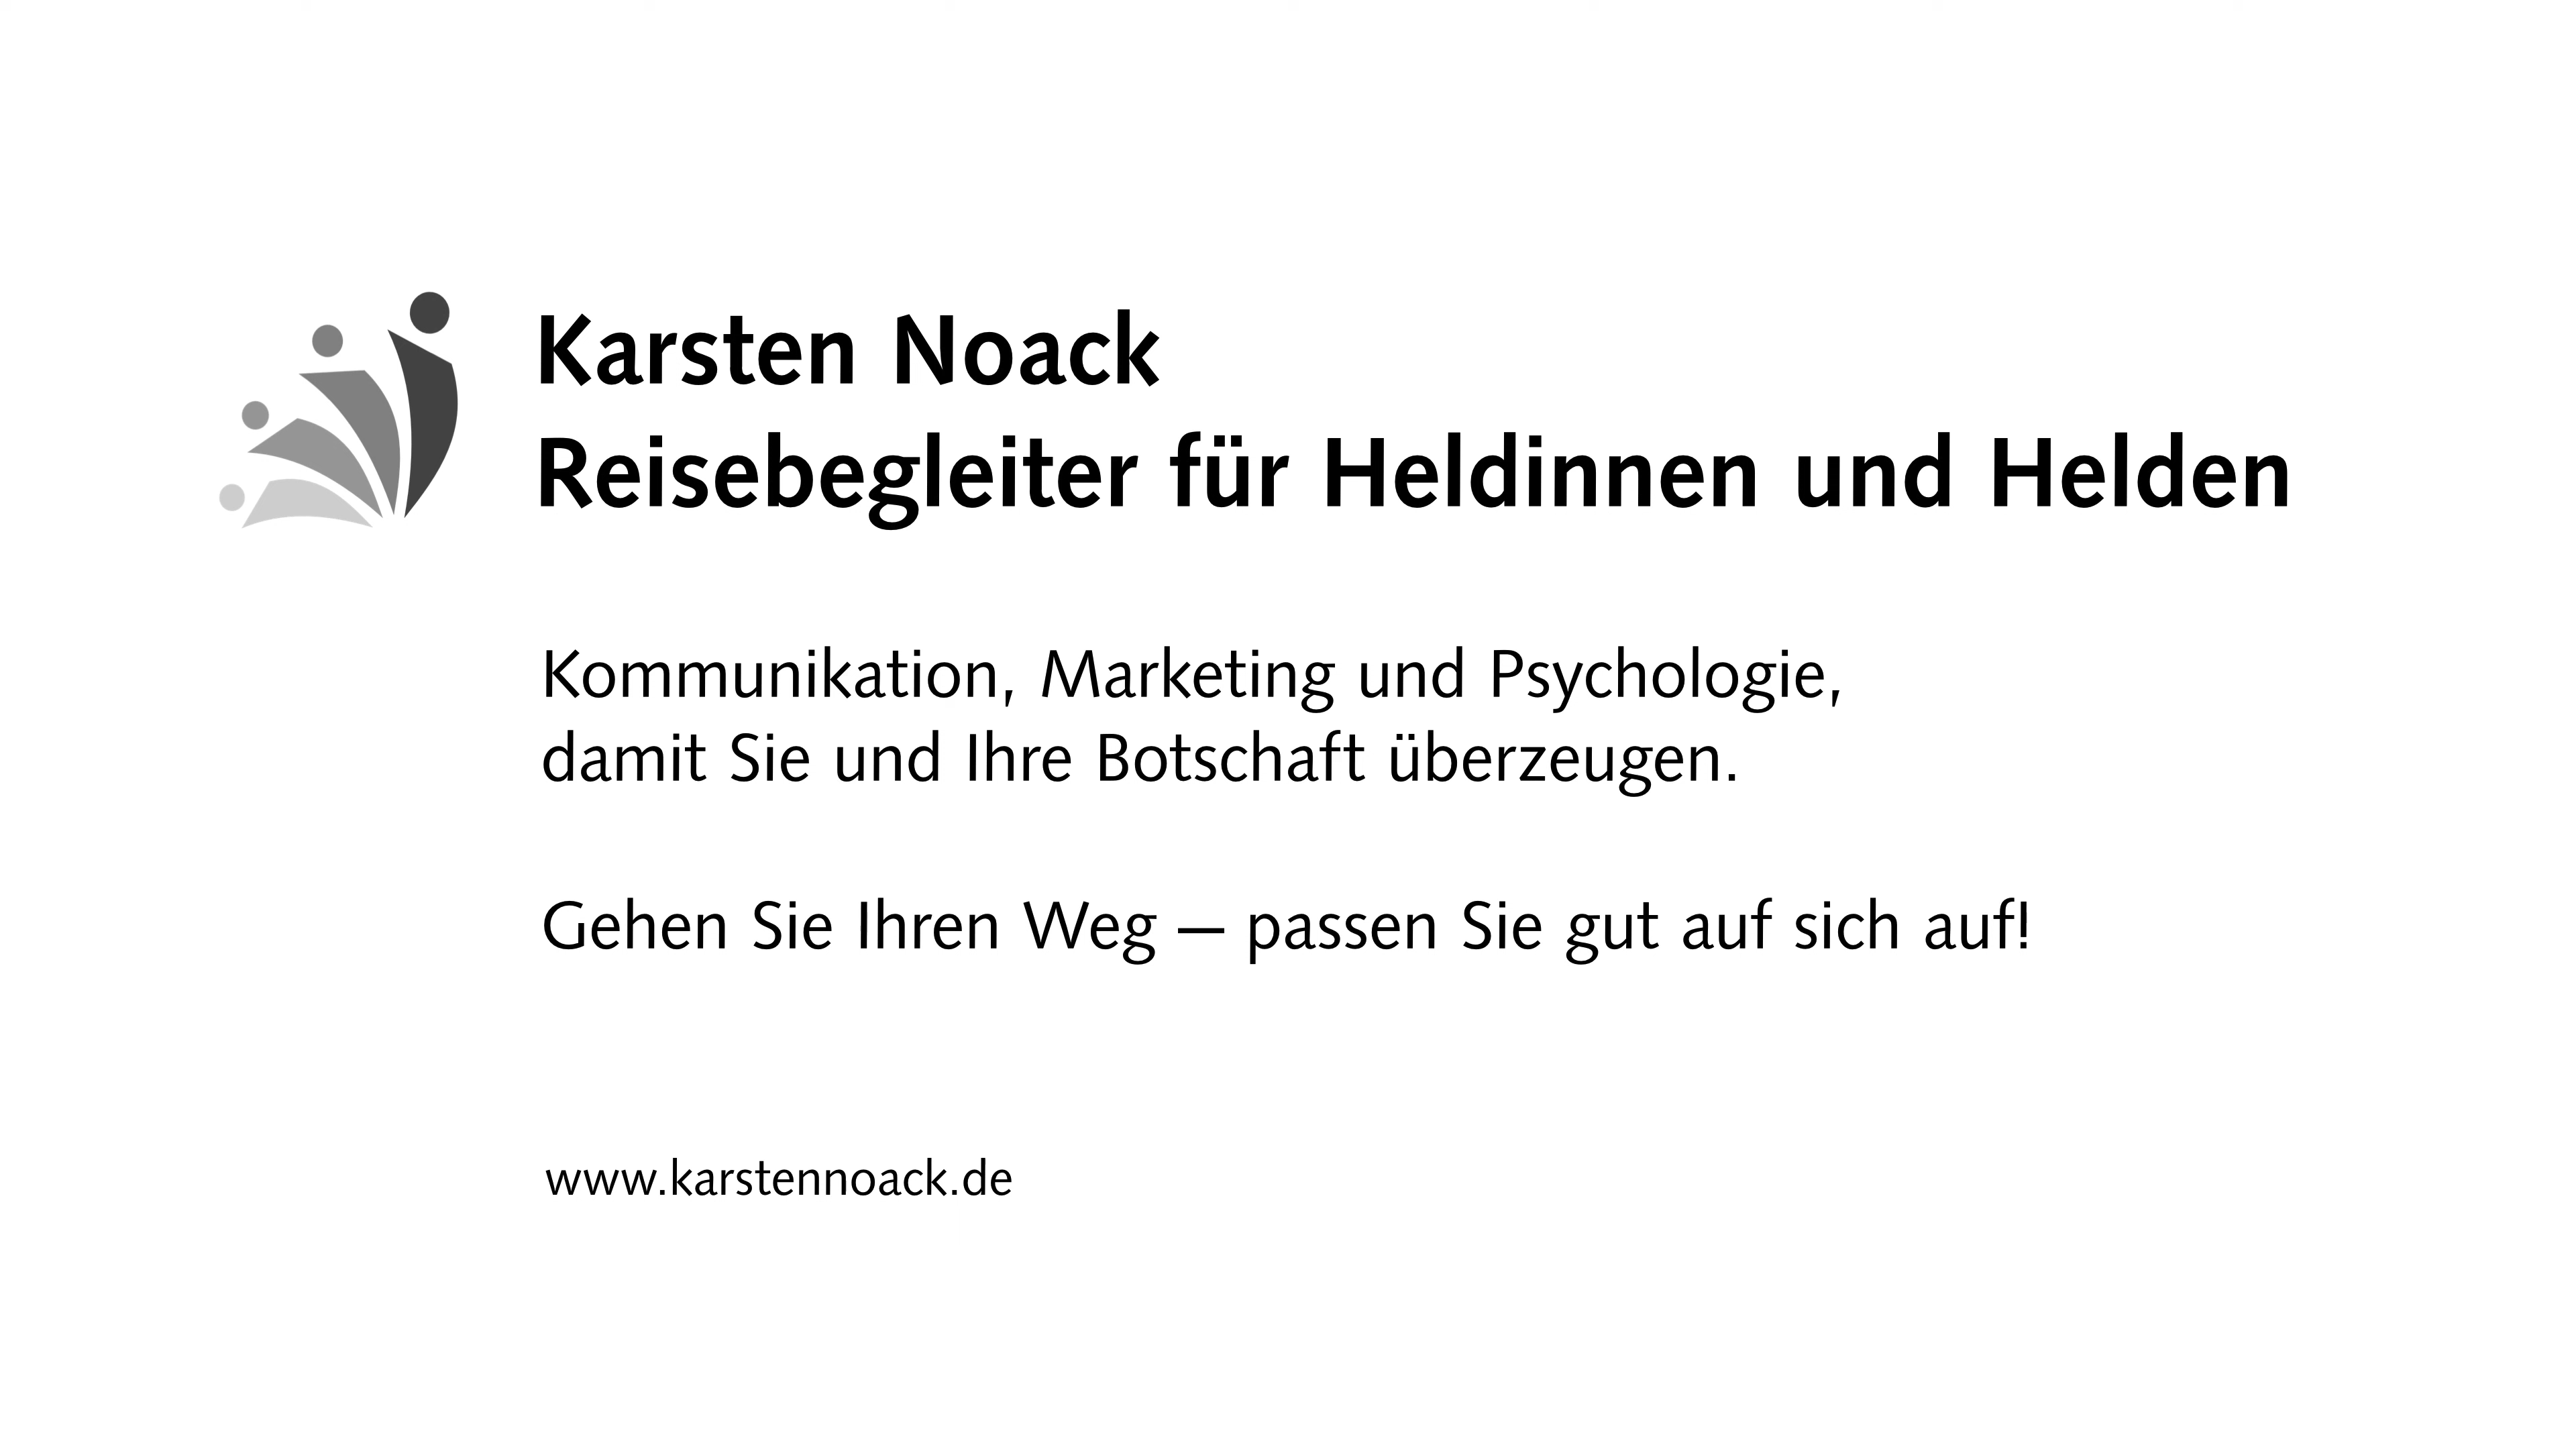 Karsten Noack
Reisebegleiter für Heldinnen und Helden
Kommunikation, Marketing und Psychologie,
damit Sie und Ihre Botschaft überzeugen.
Gehen Sie Ihren Weg – passen Sie gut auf sich auf!
www.karstennoack.de